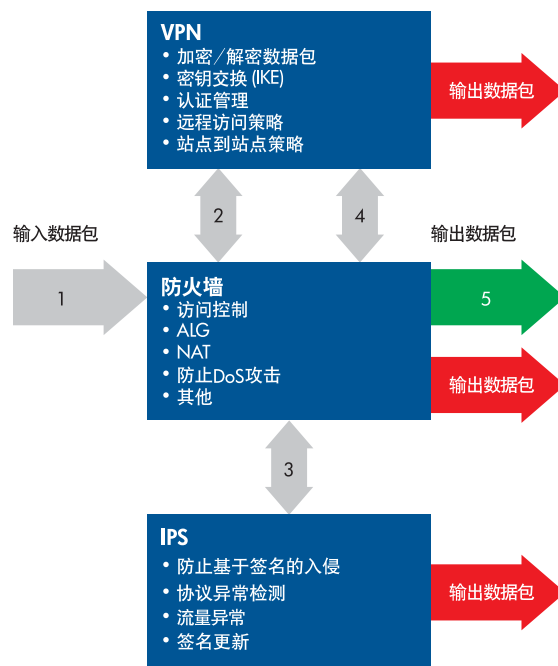 VPN
• 加密/解密数据包
• 密钥交换 (IKE)
• 认证管理
• 远程访问策略
• 站点到站点策略
输出数据包
2
4
输入数据包
输出数据包
1
防火墙
• 访问控制
• ALG
• NAT
• 防止DoS攻击
• 其他
5
输出数据包
3
IPS
• 防止基于签名的入侵
• 协议异常检测
• 流量异常
• 签名更新
输出数据包